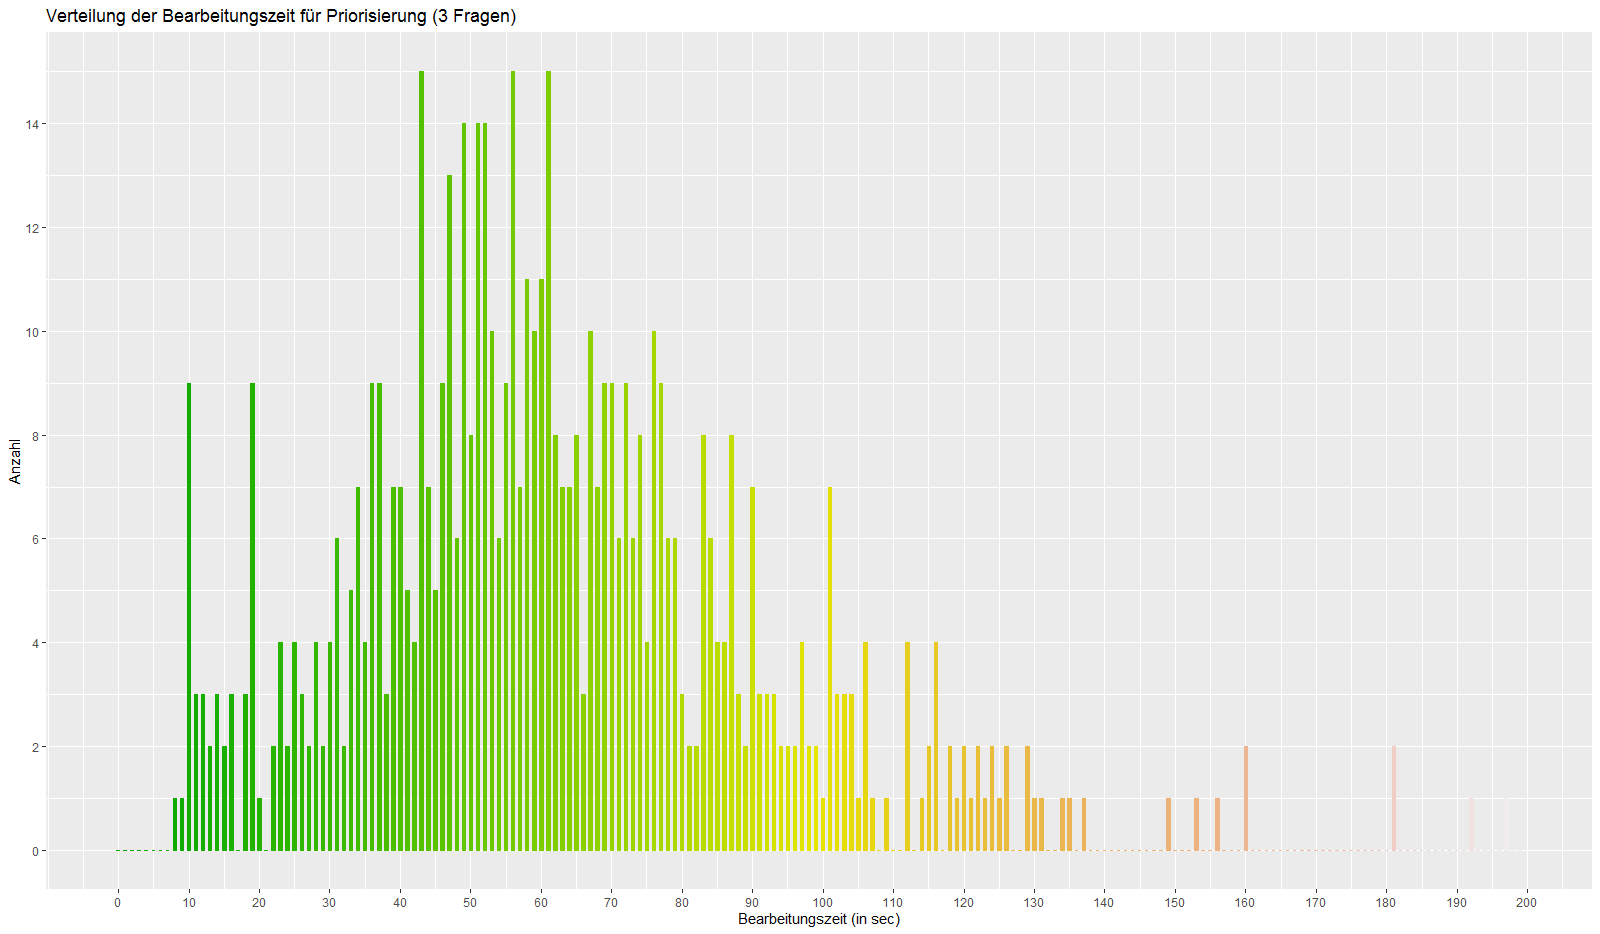 Verteilung der Bearbeitungszeit für Priorisierung (3 Fragen)
14
12
10
8
6
4
2
0
Anzahl
0 10 20 30 40 50 60 70 80 90 100 110 120 130 140 150 160 170 180 190 200
Bearbeitungszeit (in sec)